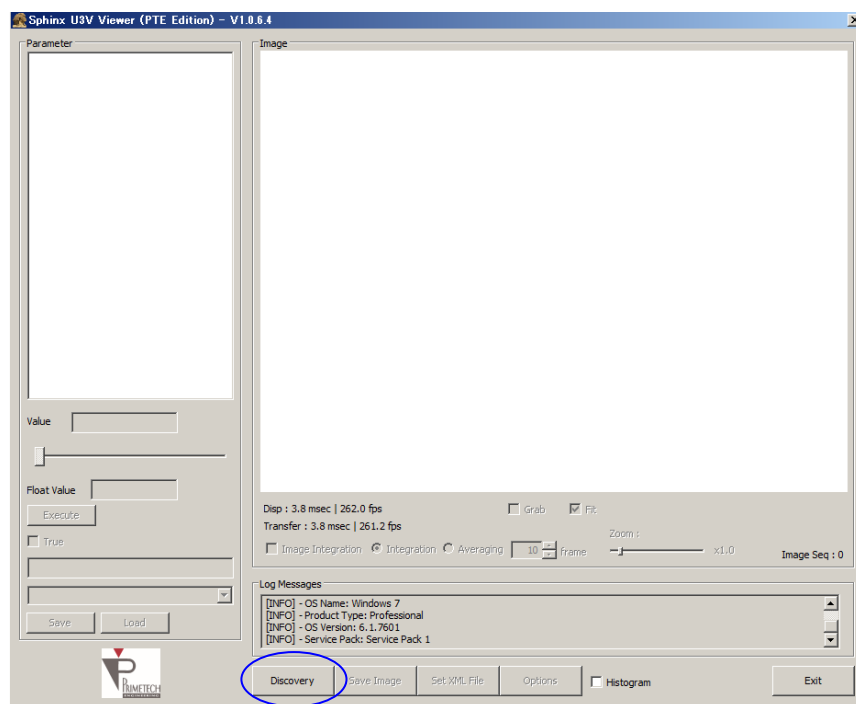 Sphinx U3V Viewer (PTE Edition) - V1.0.6.4
Parameter
Value
Float Value
Execute
True
Save
Load
PRIMETECH
Image
Disp : 3.8 msec | 262.0 fps
Grab
Fit
Transfer : 3.8 msec | 261.2 fps
Zoom :
Image Integration
Integration
Averaging
10
frame
x1.0
Image Seq : 0
Log Messages
[INFO] - OS Name: Windows 7
[INFO] - Product Type: Professional
[INFO] - OS Version: 6.1.7601
[INFO] - Service Pack: Service Pack 1
Discovery
Save Image
Set XML File
Options
Histogram
Exit